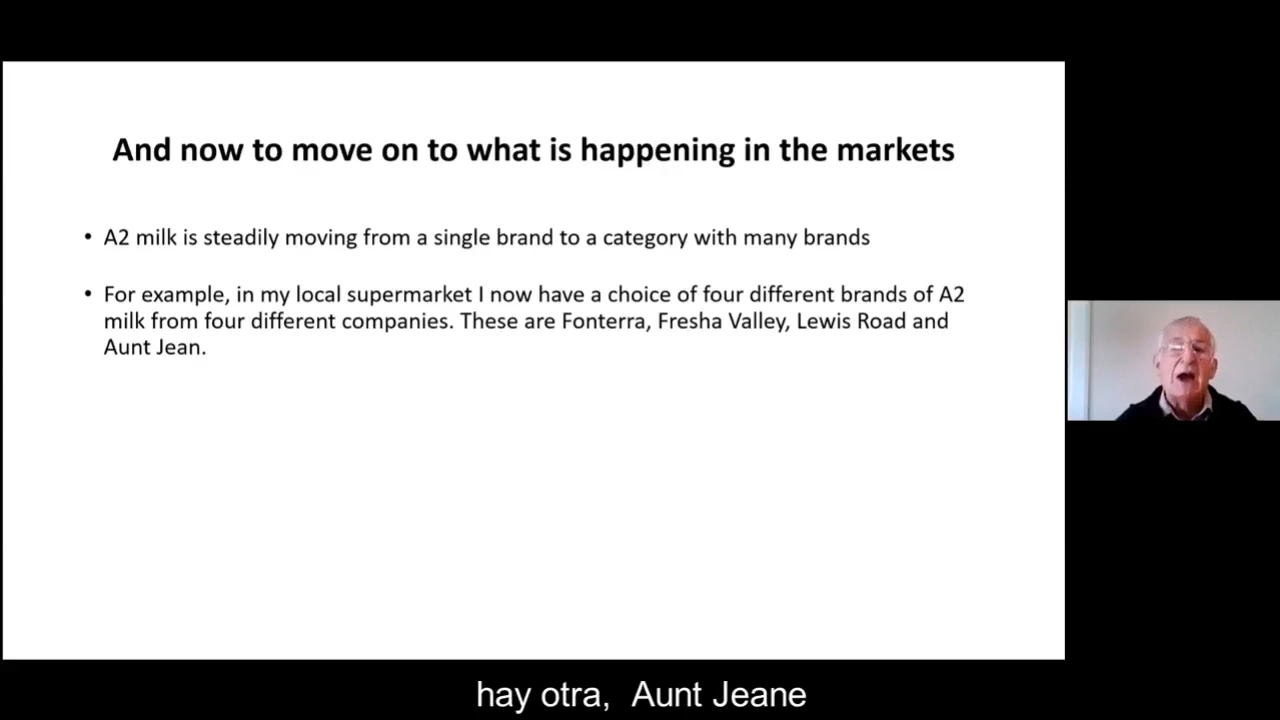 And now to move on to what is happening in the markets
• A2 milk is steadily moving from a single brand to a category with many brands
• For example, in my local supermarket I now have a choice of four different brands of A2
milk from four different companies. These are Fonterra, Fresha Valley, Lewis Road and
Aunt Jean.
hay otra,  Aunt Jeane